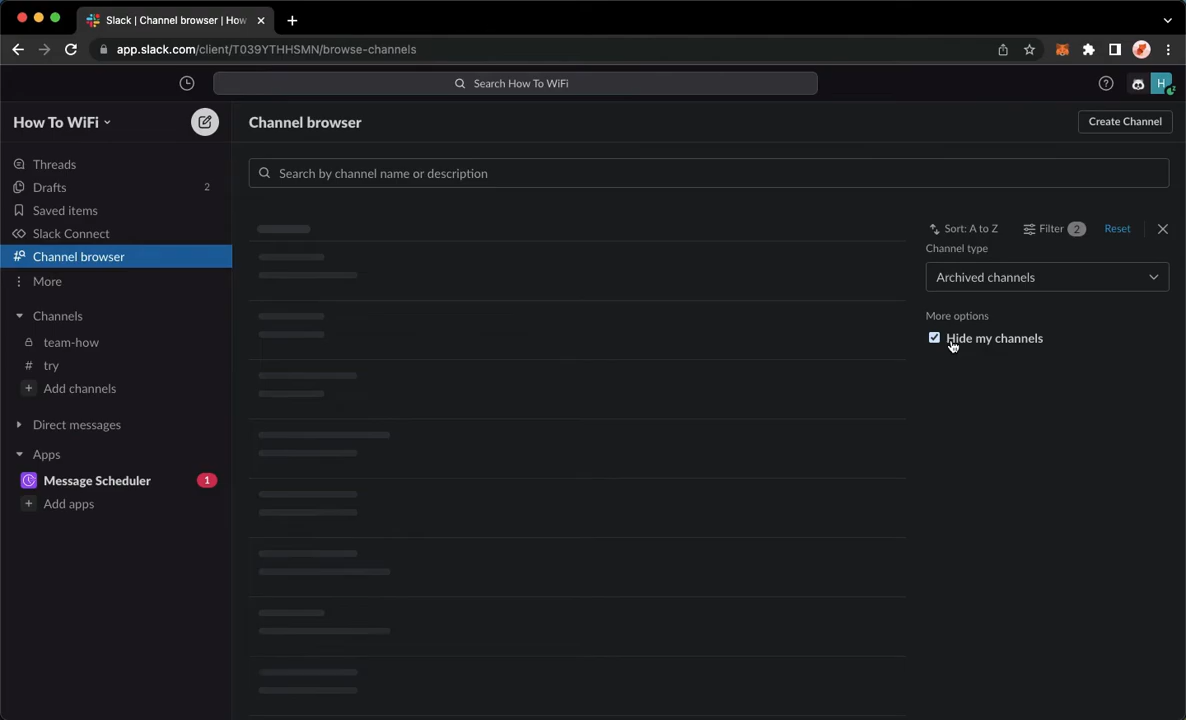 Slack | Channel browser | How
app.slack.com/client/T039YTHHSMN/browse-channels
Search How To WiFi
H
How To WiFi
Channel browser
Create Channel
Threads
Drafts 2
Saved items
Slack Connect
Channel browser
More
Channels
team-how
# try
+ Add channels
Direct messages
Apps
Message Scheduler 1
+ Add apps
Search by channel name or description
Sort: A to Z Filter 2 Reset
Channel type
Archived channels
More options
Hide my channels